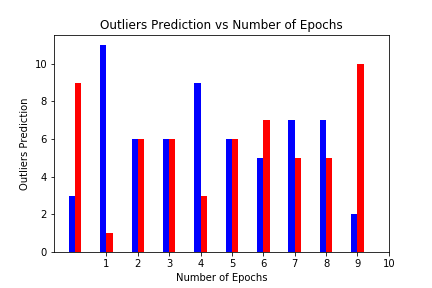 Outliers Prediction vs Number of Epochs
Outliers Prediction
10
8
6
4
2
0
1 2 3 4 5 6 7 8 9 10
Number of Epochs